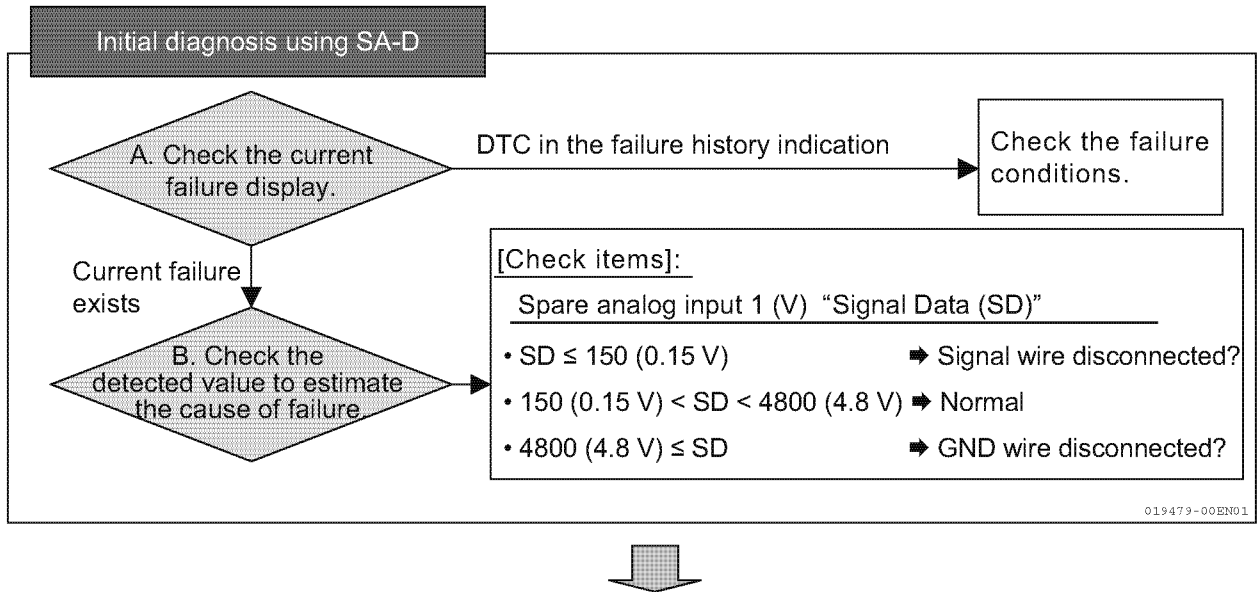 Initial diagnosis using SA-D
A. Check the current
failure display.
DTC in the failure history indication
Check the failure
conditions.
Current failure
exists
B. Check the
detected value to estimate
the cause of failure.
[Check items]:
Spare analog input 1 (V) “Signal Data (SD)”
• SD ≤ 150 (0.15 V) ➡ Signal wire disconnected?
• 150 (0.15 V) < SD < 4800 (4.8 V) ➡ Normal
• 4800 (4.8 V) ≤ SD ➡ GND wire disconnected?
019479-00EN01